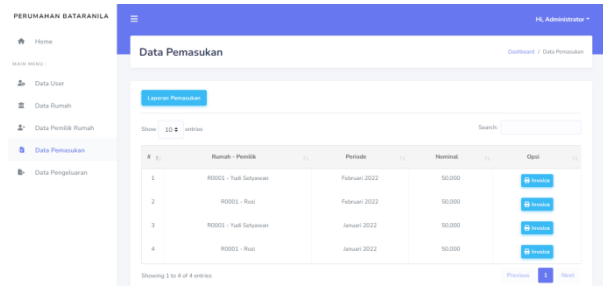 PERUMAHAN BATARANILA
Hi, Administrator
Home
MAIN MENU :
Data User
Data Rumah
Data Pemilik Rumah
Data Pemasukan
Data Pengeluaran
Data Pemasukan
Dashboard / Data Pemasukan
Laporan Pemasukan
Show 10 entries
Search:
# Rumah - Pemilik Periode Nominal Opsi
1 R0001 - Yudi Setyawan Februari 2022 50,000 Invoice
2 R0001 - Rozi Februari 2022 50,000 Invoice
3 R0001 - Yudi Setyawan Januari 2022 50,000 Invoice
4 R0001 - Rozi Januari 2022 50,000 Invoice
Showing 1 to 4 of 4 entries
Previous 1 Next